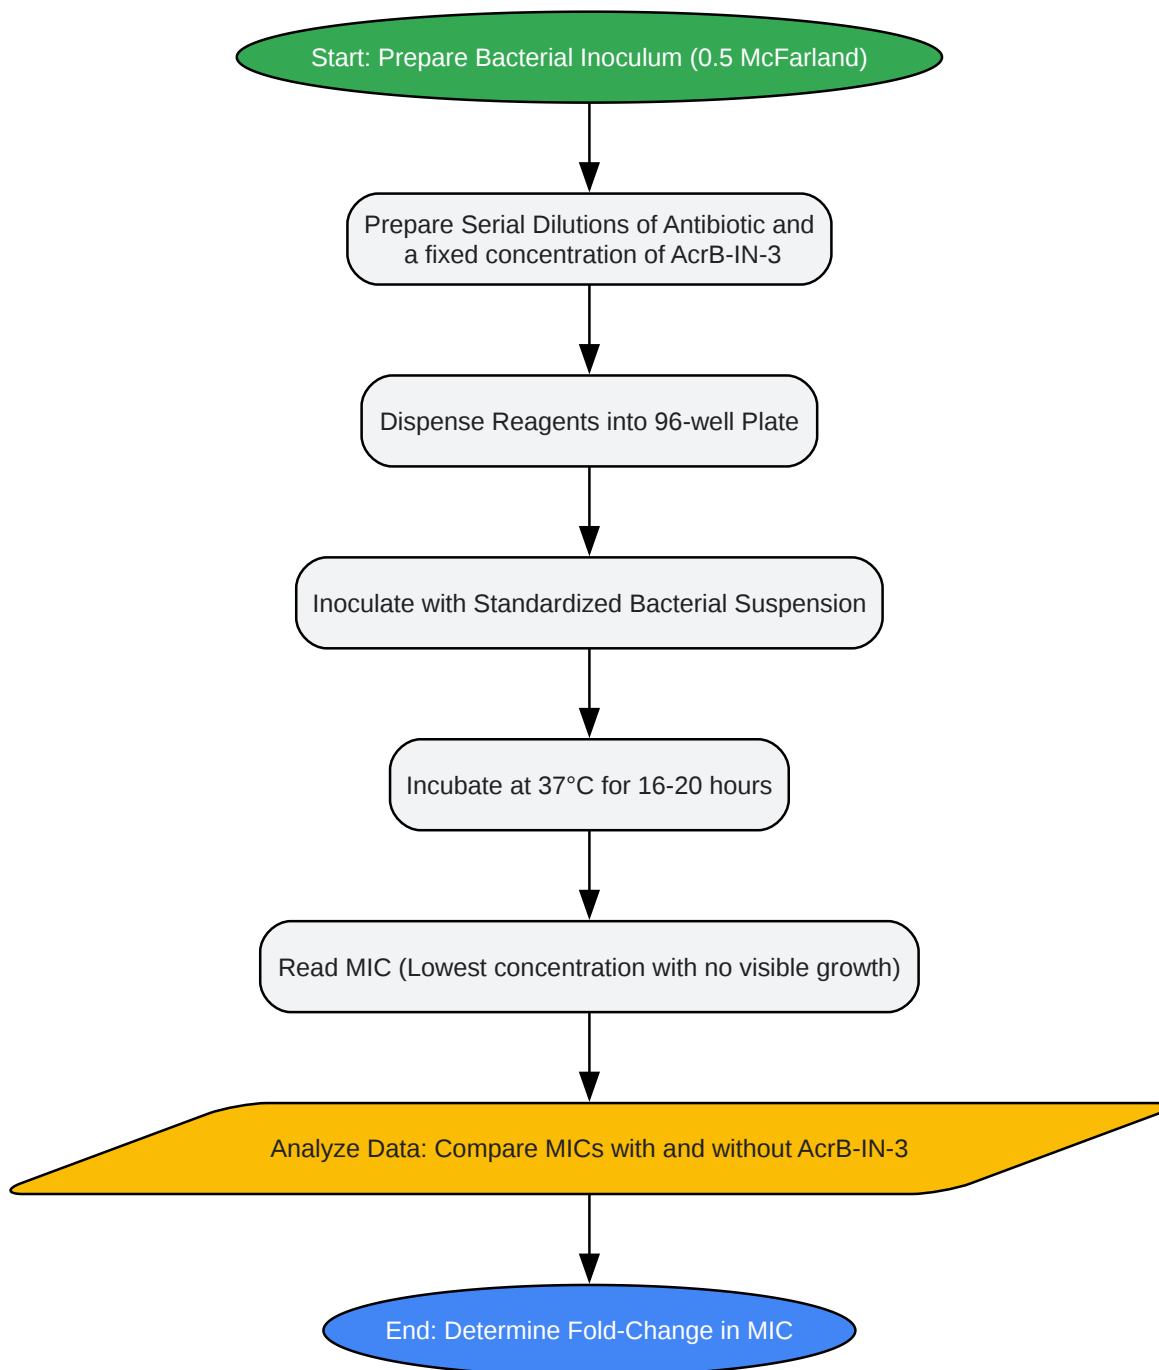 Start: Prepare Bacterial Inoculum (0.5 McFarland)
Prepare Serial Dilutions of Antibiotic and
a fixed concentration of AcrB-IN-3
Dispense Reagents into 96-well Plate
Inoculate with Standardized Bacterial Suspension
Incubate at 37°C for 16-20 hours
Read MIC (Lowest concentration with no visible growth)
Analyze Data: Compare MICs with and without AcrB-IN-3
End: Determine Fold-Change in MIC